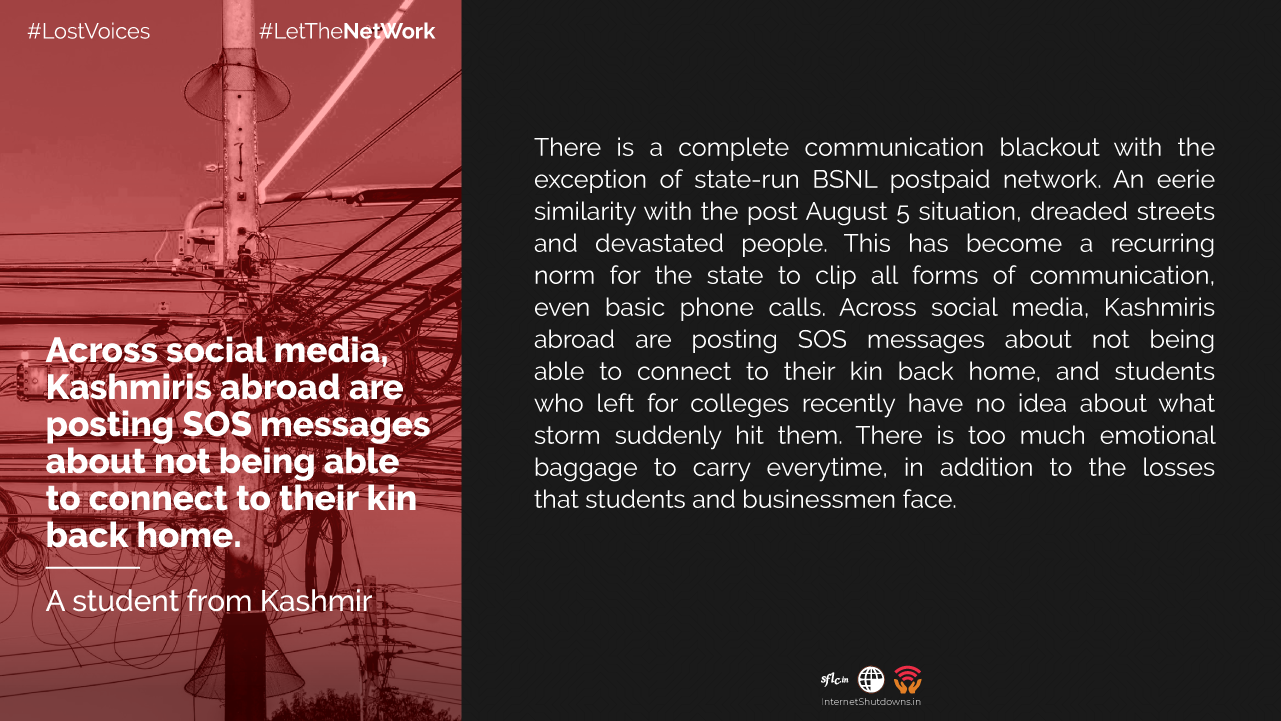 #LostVoices
#LetTheNetWork
Across social media,
Kashmiris abroad are
posting SOS messages
about not being able
to connect to their kin
back home.
A student from Kashmir
There is a complete communication blackout with the
exception of state-run BSNL postpaid network. An eerie
similarity with the post August 5 situation, dreaded streets
and devastated people. This has become a recurring
norm for the state to clip all forms of communication,
even basic phone calls. Across social media, Kashmiris
abroad are posting SOS messages about not being
able to connect to their kin back home, and students
who left for colleges recently have no idea about what
storm suddenly hit them. There is too much emotional
baggage to carry everytime, in addition to the losses
that students and businessmen face.
sflc.in
InternetShutdowns.in